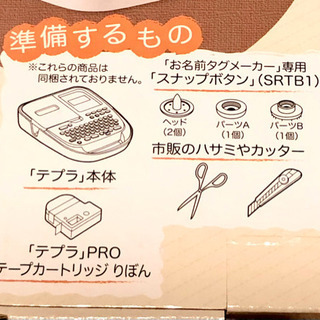 準備するもの
※これらの商品は
同梱されておりません。
「お名前タグメーカー」専用
「スナップボタン」(SRTB1)
ヘッド
(2個)
パーツA
(1個)
パーツB
(1個)
市販のハサミやカッター
「テプラ」本体
「テプラ」PRO
テープカートリッジ りぼん